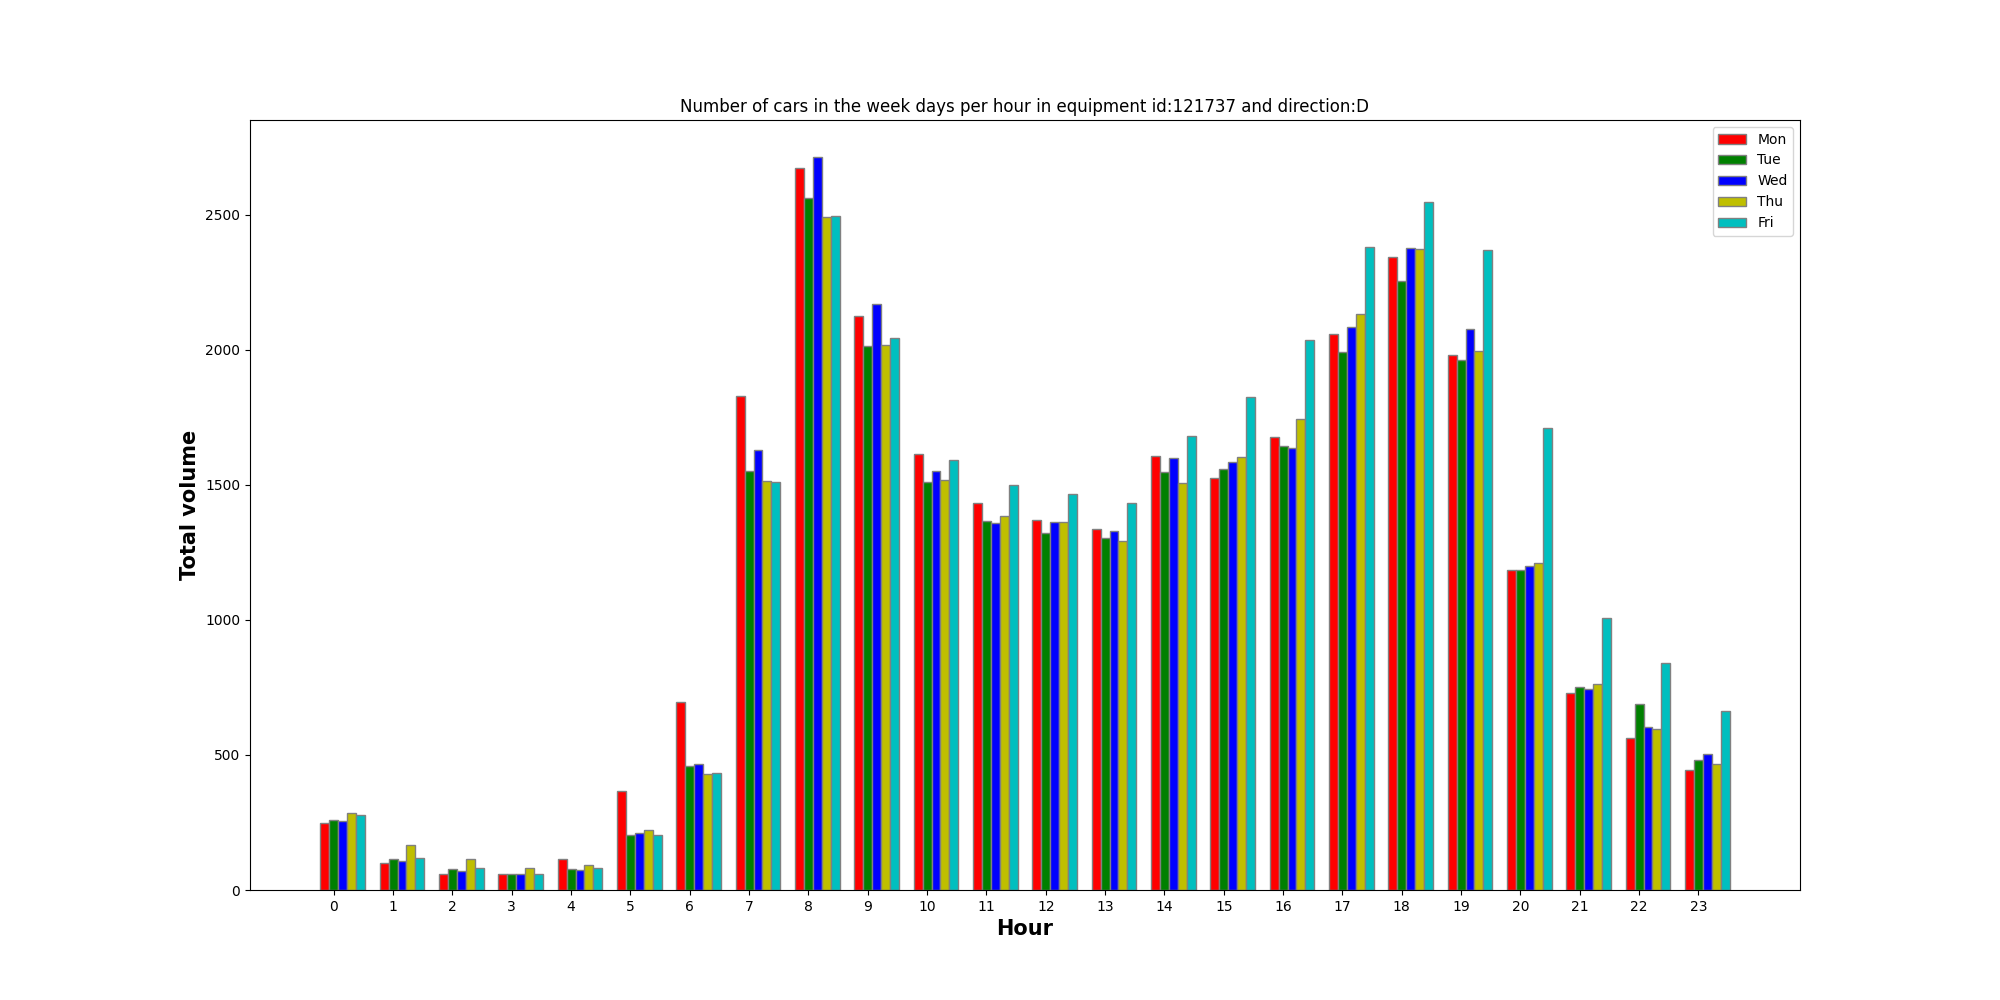 Number of cars in the week days per hour in equipment id:121737 and direction:D
Mon
Tue
Wed
Thu
Fri
2500
2000
1500
1000
500
0
Total volume
0 1 2 3 4 5 6 7 8 9 10 11 12 13 14 15 16 17 18 19 20 21 22 23
Hour